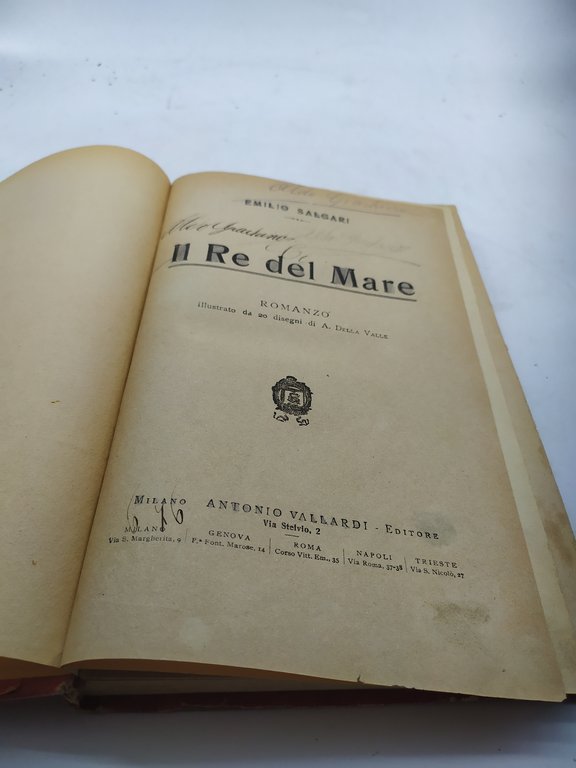 EMILIO SALGARI
Il Re del Mare
ROMANZO
illustrato da 20 disegni di A. DELLA VALLE
MILANO ANTONIO VALLARDI - EDITORE
Via Stelvio, 2
MILANO
Via S. Margherita, 9
GENOVA
P.ª Font. Marose, 14
ROMA
Corso Vitt. Em., 35
NAPOLI
Via Roma, 37-38
TRIESTE
Via S. Nicolò, 27